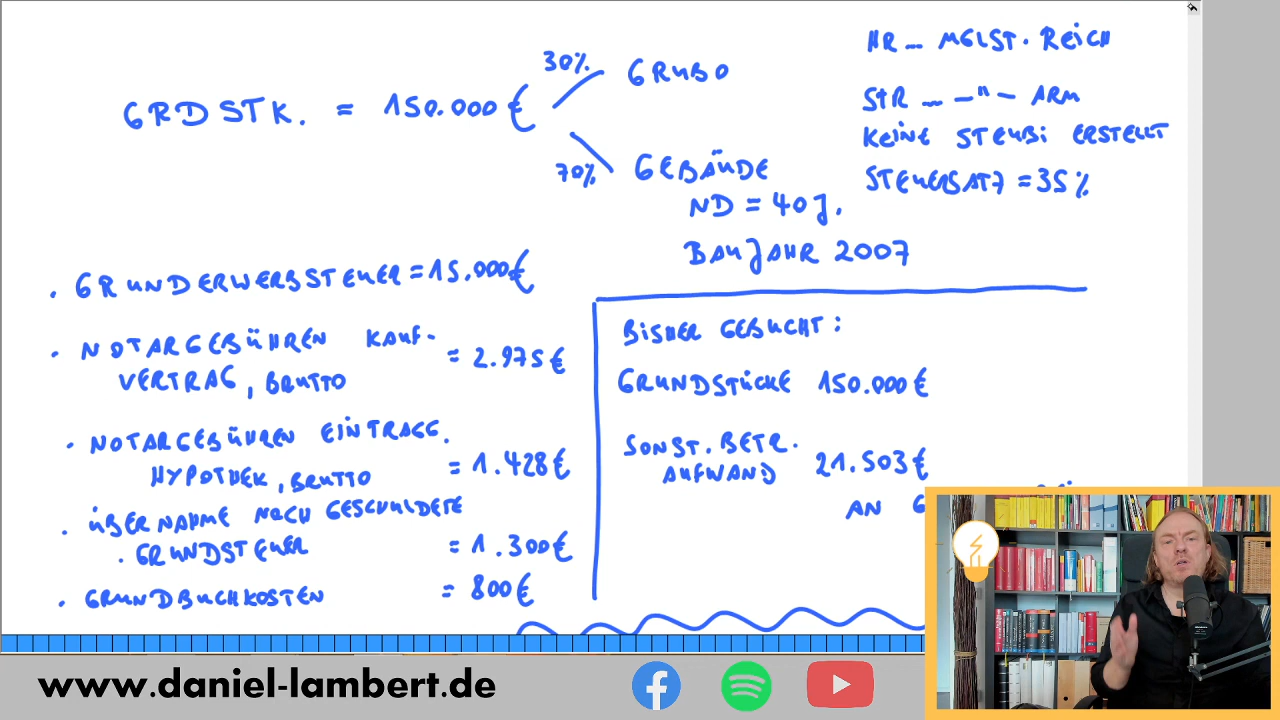 GRDSTK. = 150.000 €
30%
GRUBO
70%
GEBÄUDE
ND = 40 J.
BAUJAHR 2007
HR … MGLST. REICH
STR … — " — ARM
KEINE STEUBI ERSTELLT
STEUERSATZ = 35 %
. GRUNDERWERBSTEUER = 15.000 €
. NOTARGEBÜHREN KAUF-
VERTRAG, BRUTTO = 2.975 €
. NOTARGEBÜHREN EINTRAGG.
HYPOTHEK, BRUTTO = 1.428 €
. ÜBERNAHME NOCH GESCHULDETE
. GRUNDSTEUER = 1.300 €
. GRUNDBUCHKOSTEN = 800 €
BISHER GEBUCHT:
GRUNDSTÜCKE 150.000 €
SONST. BETR.
AUFWAND 21.503 €
AN
www.daniel-lambert.de